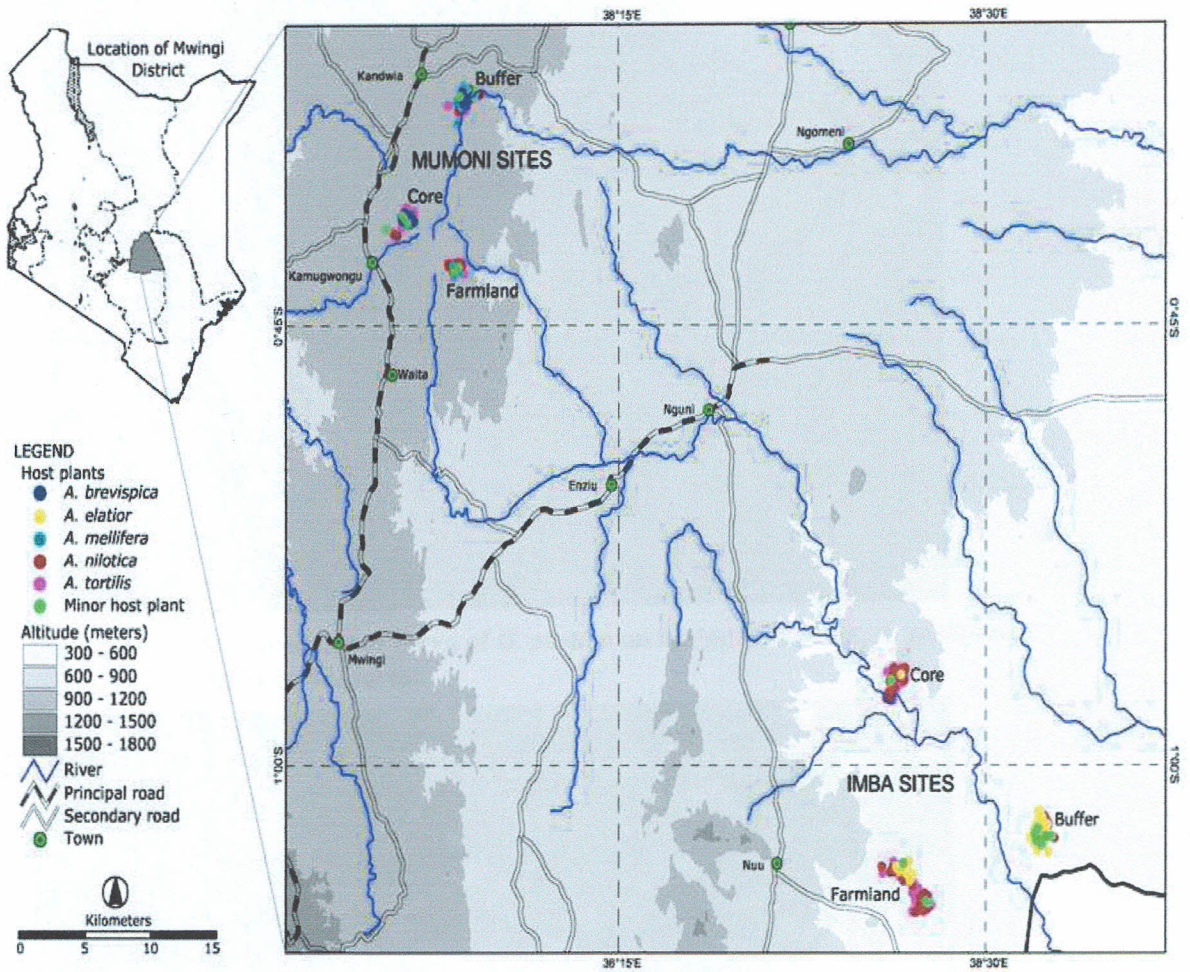 Location of Mwingi
District
38°15'E
38°30'E
Kandwia
Buffer
Ngomeni
MUMONI SITES
Core
Kamugwongu
Farmland
0°45'S
0°45'S
Waita
Nguni
Enziu
Mwingi
Core
1°00'S
1°00'S
IMBA SITES
Buffer
Nuu
Farmland
38°15'E
38°30'E
LEGEND
Host plants
A. brevispica
A. elatior
A. mellifera
A. nilotica
A. tortilis
Minor host plant
Altitude (meters)
300 - 600
600 - 900
900 - 1200
1200 - 1500
1500 - 1800
River
Principal road
Secondary road
Town
Kilometers
0 5 10 15